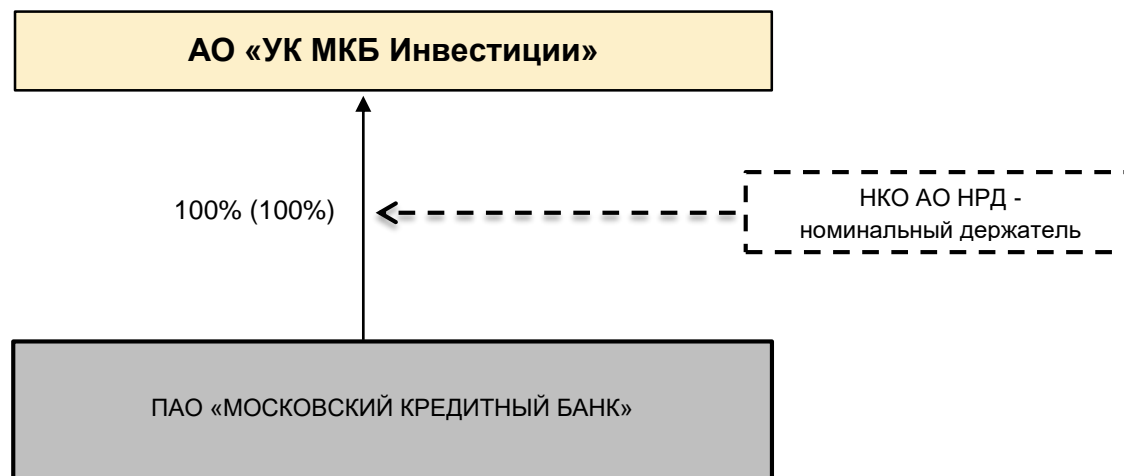 АО «УК МКБ Инвестиции»
100% (100%)
НКО АО НРД -
номинальный держатель
ПАО «МОСКОВСКИЙ КРЕДИТНЫЙ БАНК»